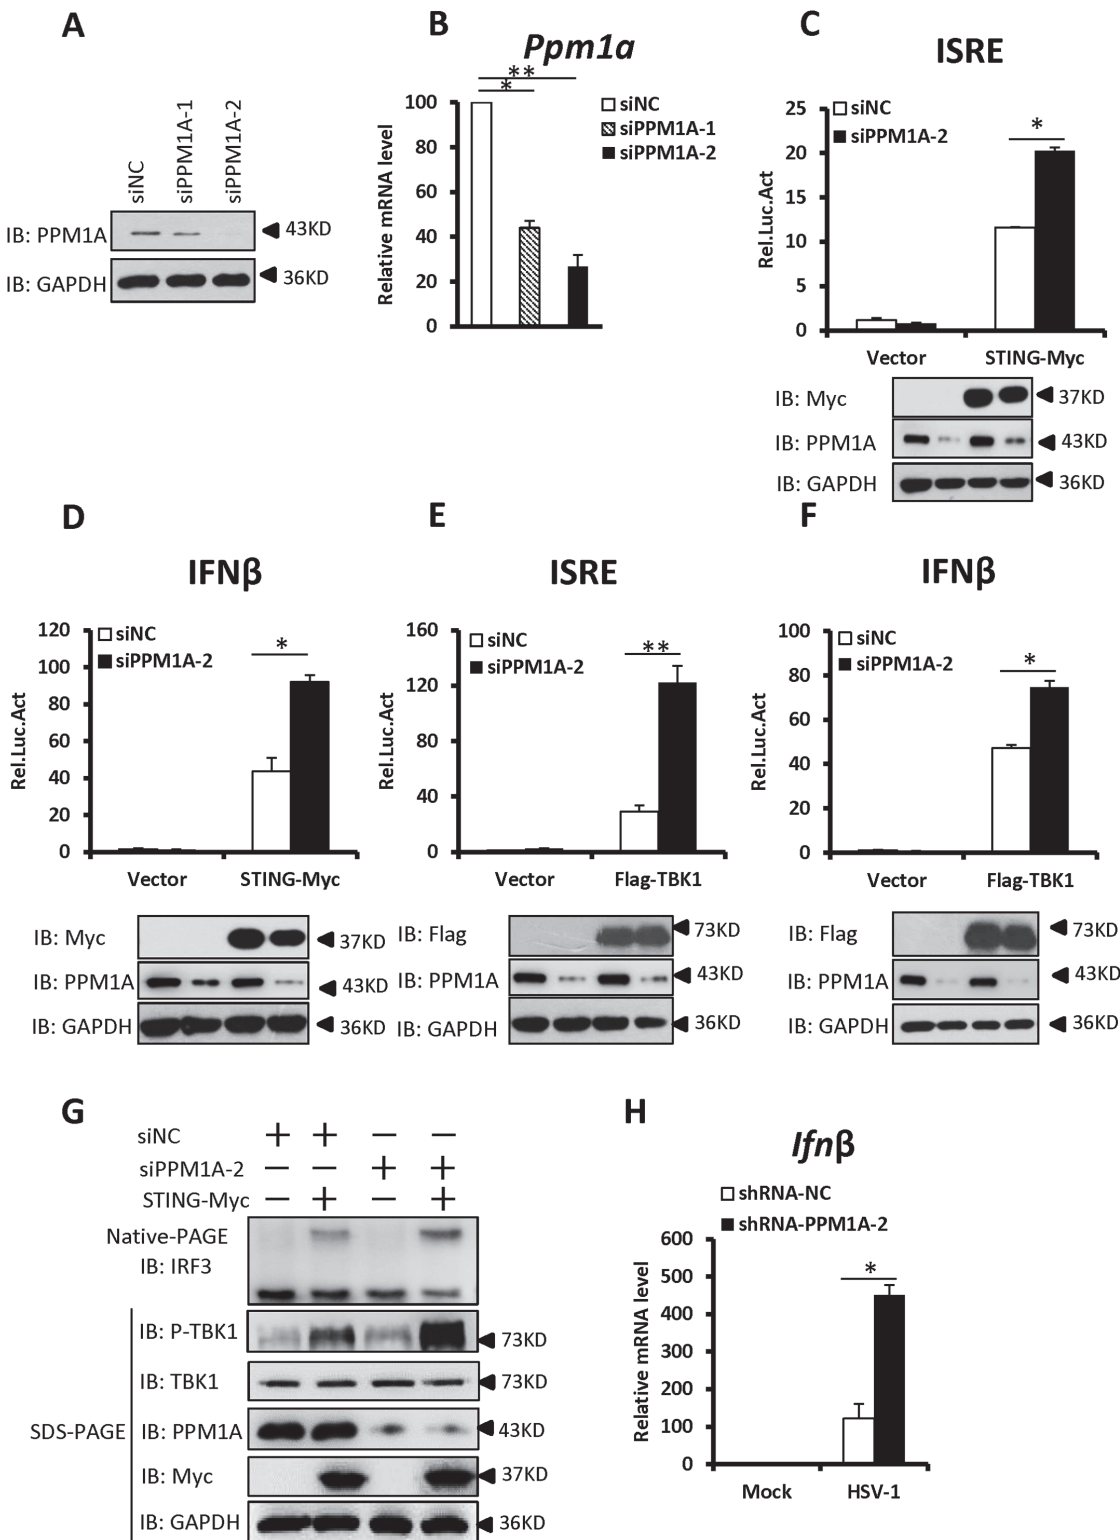 A
siNC
siPPM1A-1
siPPM1A-2
IB: PPM1A
43KD
IB: GAPDH
36KD
B
Ppm1a
**
*
siNC
siPPM1A-1
siPPM1A-2
Relative mRNA level
100
80
60
40
20
0
C
ISRE
siNC
siPPM1A-2
*
Rel.Luc.Act
25
20
15
10
5
0
Vector STING-Myc
IB: Myc 37KD
IB: PPM1A 43KD
IB: GAPDH 36KD
D
IFNβ
siNC
siPPM1A-2
*
Rel.Luc.Act
120
100
80
60
40
20
0
Vector STING-Myc
IB: Myc 37KD
IB: PPM1A 43KD
IB: GAPDH 36KD
E
ISRE
siNC
siPPM1A-2
**
Rel.Luc.Act
160
120
80
40
0
Vector Flag-TBK1
IB: Flag 73KD
IB: PPM1A 43KD
IB: GAPDH 36KD
F
IFNβ
siNC
siPPM1A-2
*
Rel.Luc.Act
100
80
60
40
20
0
Vector Flag-TBK1
IB: Flag 73KD
IB: PPM1A 43KD
IB: GAPDH 36KD
G
siNC + + − −
siPPM1A-2 − − + +
STING-Myc − + − +
Native-PAGE
IB: IRF3
SDS-PAGE
IB: P-TBK1 73KD
IB: TBK1 73KD
IB: PPM1A 43KD
IB: Myc 37KD
IB: GAPDH 36KD
H
Ifnβ
shRNA-NC
shRNA-PPM1A-2
*
Relative mRNA level
600
500
400
300
200
100
0
Mock HSV-1